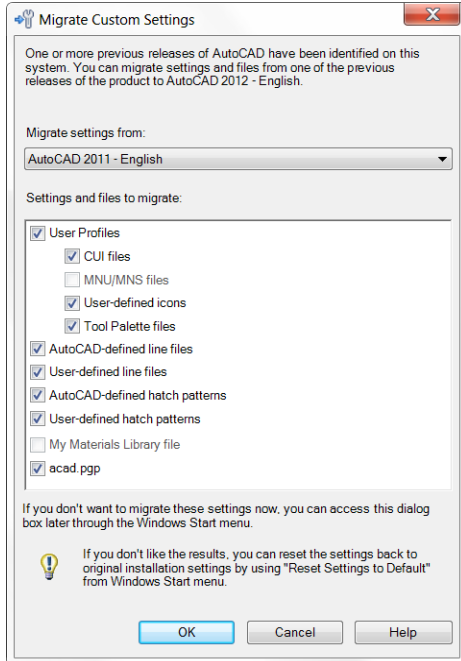 Migrate Custom Settings
One or more previous releases of AutoCAD have been identified on this
system. You can migrate settings and files from one of the previous
releases of the product to AutoCAD 2012 - English.
Migrate settings from:
AutoCAD 2011 - English
Settings and files to migrate:
User Profiles
CUI files
MNU/MNS files
User-defined icons
Tool Palette files
AutoCAD-defined line files
User-defined line files
AutoCAD-defined hatch patterns
User-defined hatch patterns
My Materials Library file
acad.pgp
If you don't want to migrate these settings now, you can access this dialog
box later through the Windows Start menu.
If you don't like the results, you can reset the settings back to
original installation settings by using "Reset Settings to Default"
from Windows Start menu.
OK Cancel Help